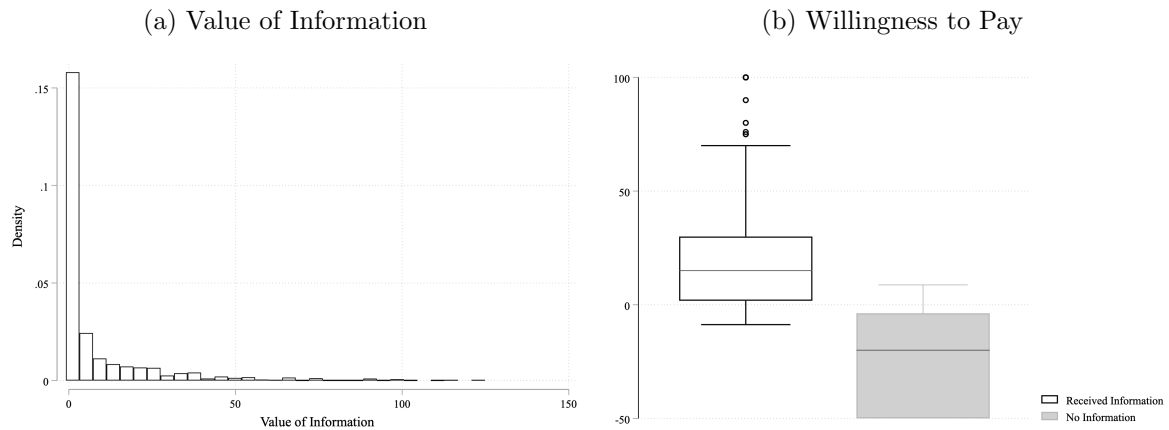 (a) Value of Information
.15
.1
.05
0
Density
0 50 100 150
Value of Information
(b) Willingness to Pay
100
50
0
-50
Received Information
No Information